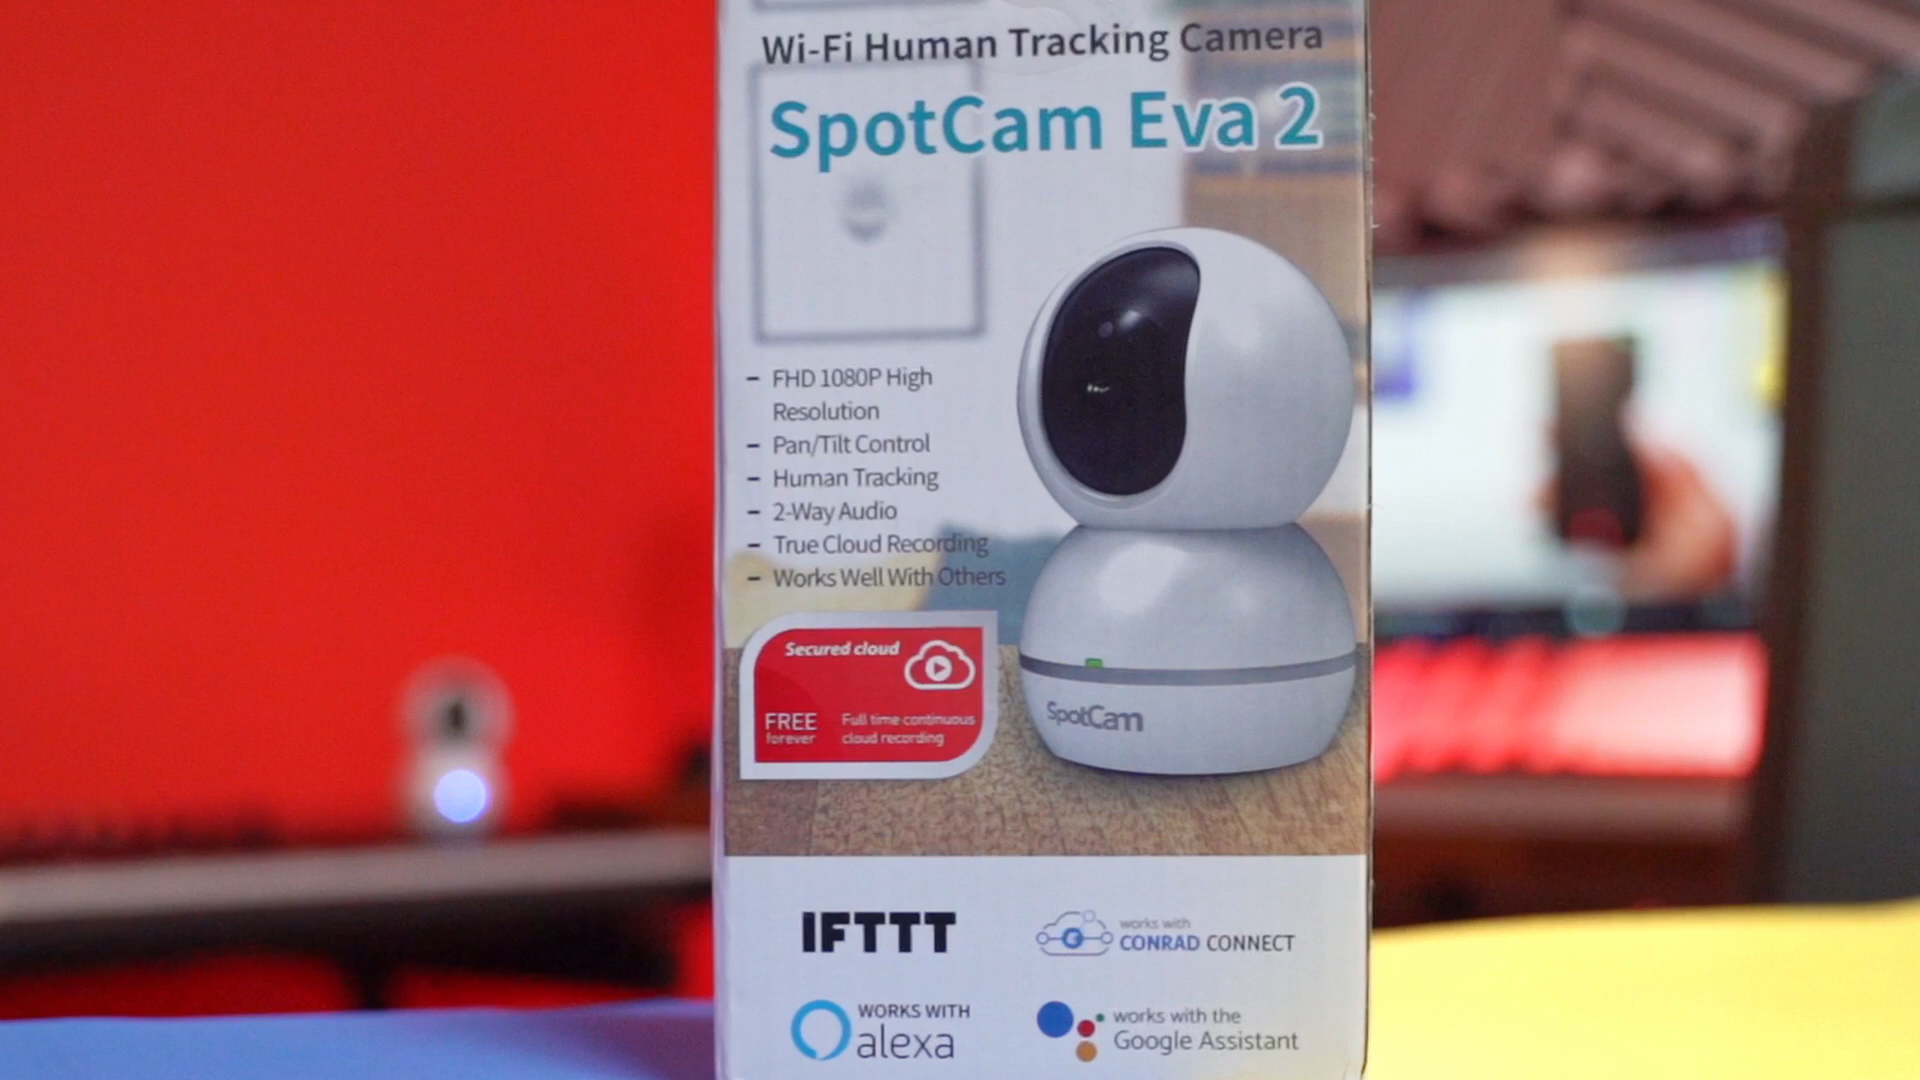 Wi-Fi Human Tracking Camera
SpotCam Eva 2
– FHD 1080P High
Resolution
– Pan/Tilt Control
– Human Tracking
– 2-Way Audio
– True Cloud Recording
– Works Well With Others
Secured cloud
FREE
forever
Full time continuous
cloud recording
SpotCam
IFTTT
works with
CONRAD CONNECT
WORKS WITH
alexa
works with the
Google Assistant